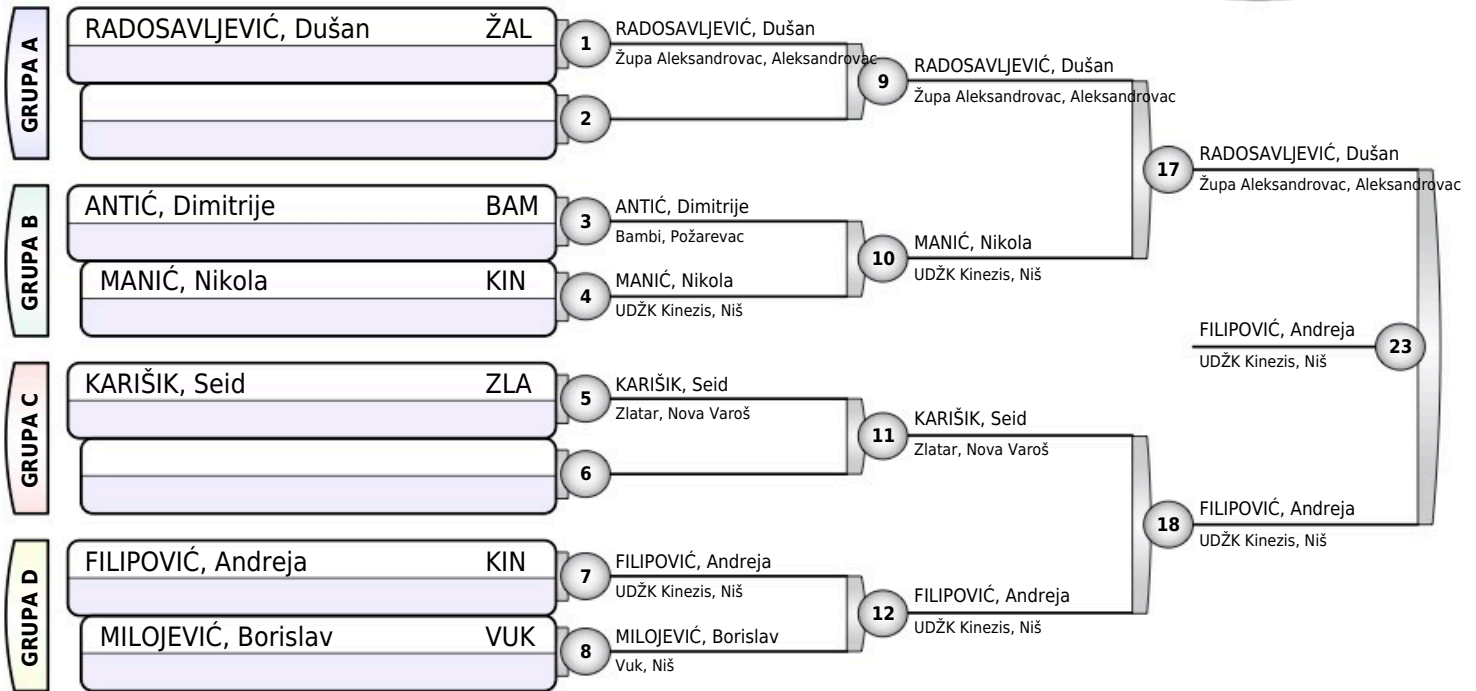 GRUPA A
RADOSAVLJEVIĆ, Dušan ŽAL
1
RADOSAVLJEVIĆ, Dušan
Župa Aleksandrovac, Aleksandrovac
2
9
RADOSAVLJEVIĆ, Dušan
Župa Aleksandrovac, Aleksandrovac
GRUPA B
ANTIĆ, Dimitrije BAM
MANIĆ, Nikola KIN
3
ANTIĆ, Dimitrije
Bambi, Požarevac
4
MANIĆ, Nikola
UDŽK Kinezis, Niš
10
MANIĆ, Nikola
UDŽK Kinezis, Niš
17
RADOSAVLJEVIĆ, Dušan
Župa Aleksandrovac, Aleksandrovac
GRUPA C
KARIŠIK, Seid ZLA
5
KARIŠIK, Seid
Zlatar, Nova Varoš
6
11
KARIŠIK, Seid
Zlatar, Nova Varoš
GRUPA D
FILIPOVIĆ, Andreja KIN
MILOJEVIĆ, Borislav VUK
7
FILIPOVIĆ, Andreja
UDŽK Kinezis, Niš
8
MILOJEVIĆ, Borislav
Vuk, Niš
12
FILIPOVIĆ, Andreja
UDŽK Kinezis, Niš
18
FILIPOVIĆ, Andreja
UDŽK Kinezis, Niš
FILIPOVIĆ, Andreja
UDŽK Kinezis, Niš
23